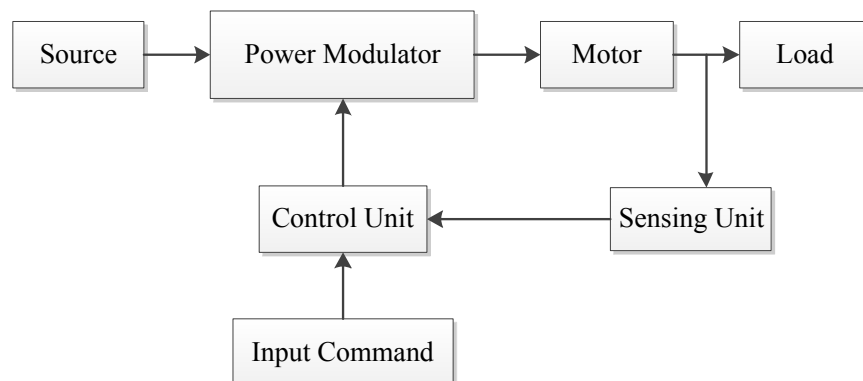 Source
Power Modulator
Motor
Load
Control Unit
Sensing Unit
Input Command